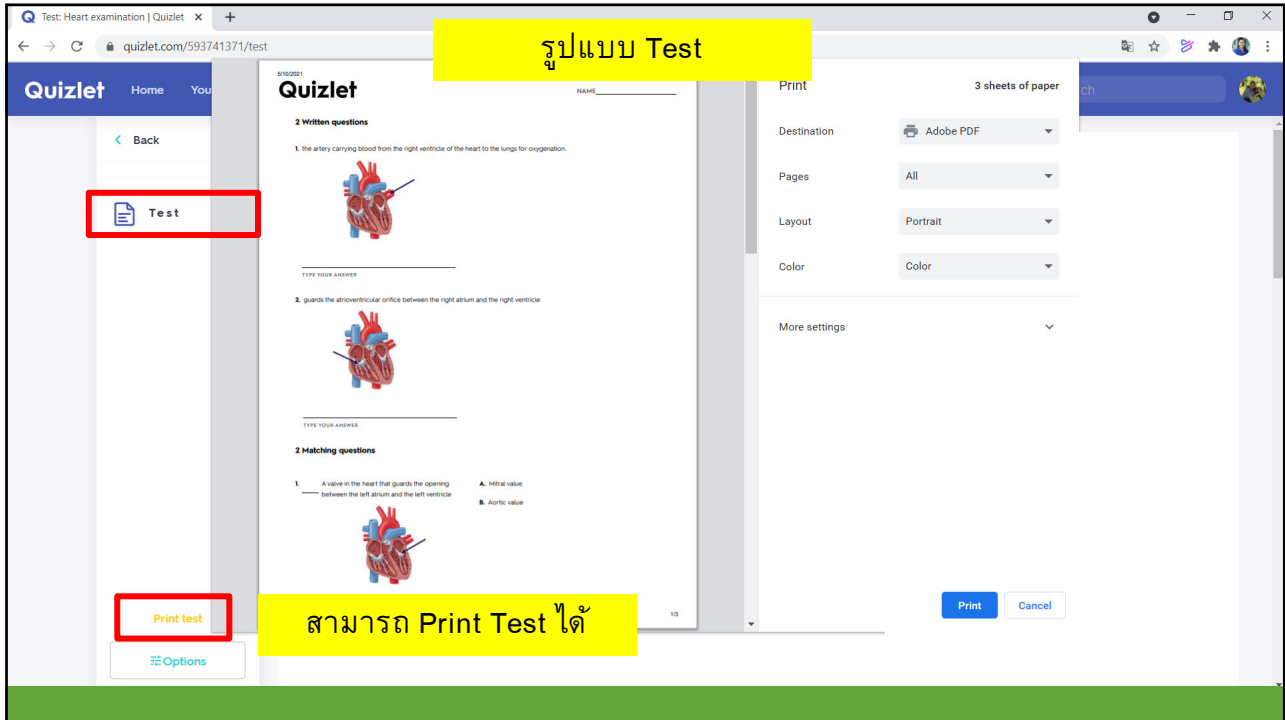 Test: Heart examination | Quizlet
รูปแบบ Test
quizlet.com/593741371/test
Quizlet Home You
ch
Back
Test
Print test
Options
5/10/2021
Quizlet NAME
2 Written questions
1. the artery carrying blood from the right ventricle of the heart to the lungs for oxygenation.
TYPE YOUR ANSWER
2. guards the atrioventricular orifice between the right atrium and the right ventricle
TYPE YOUR ANSWER
2 Matching questions
1. A valve in the heart that guards the opening
between the left atrium and the left ventricle
A. Mitral value
B. Aortic value
1/3
สามารถ Print Test ได้
Print 3 sheets of paper
Destination Adobe PDF
Pages All
Layout Portrait
Color Color
More settings
Print Cancel